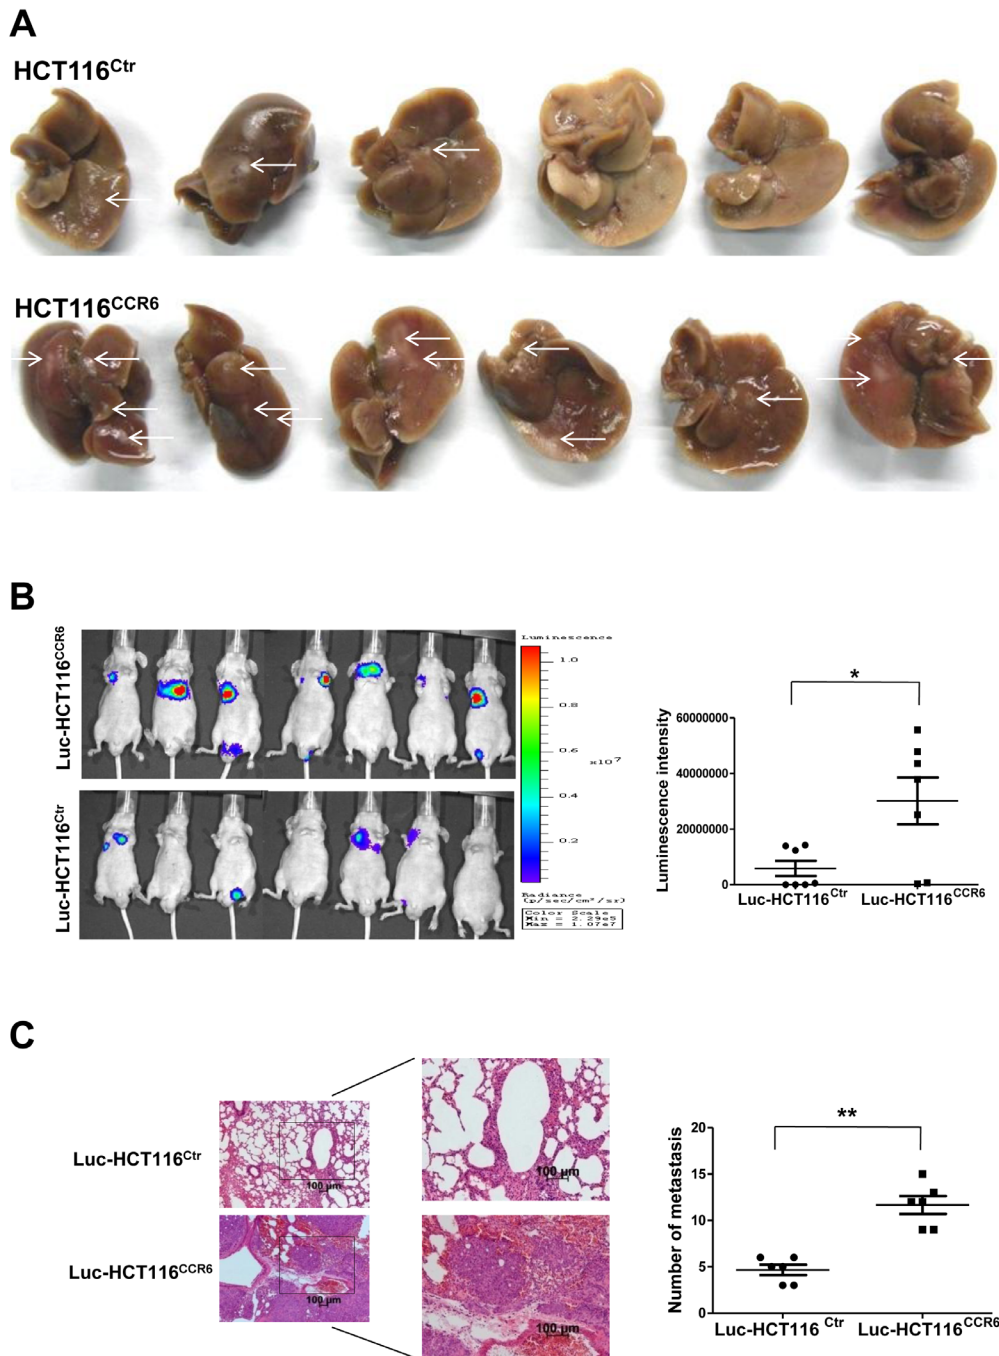 A
HCT116Ctr
HCT116CCR6
B
Luc-HCT116CCR6
Luc-HCT116Ctr
Luminescence
1.0
0.8
0.6
x10^7
0.4
0.2
Radiance
(p/sec/cm²/sr)
Color Scale
Min = 2.29e5
Max = 1.07e7
*
Luminescence intensity
60000000
40000000
20000000
0
Luc-HCT116Ctr
Luc-HCT116CCR6
C
Luc-HCT116Ctr
100 µm
100 µm
Luc-HCT116CCR6
100 µm
100 µm
**
Number of metastasis
20
15
10
5
0
Luc-HCT116 Ctr
Luc-HCT116CCR6